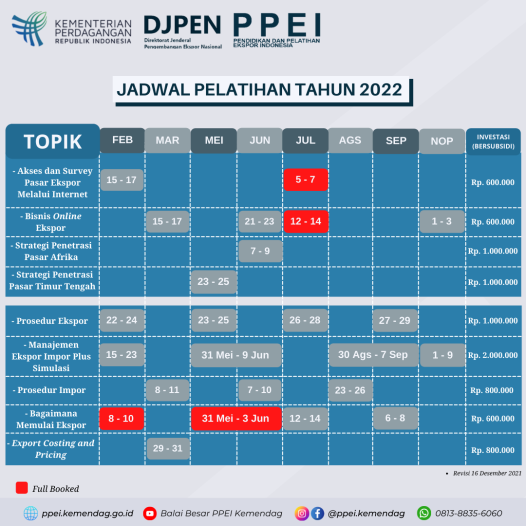 KEMENTERIAN
PERDAGANGAN
REPUBLIK INDONESIA
DJPEN
Direktorat Jenderal
Pengembangan Ekspor Nasional
PPEI
PENDIDIKAN DAN PELATIHAN
EKSPOR INDONESIA
JADWAL PELATIHAN TAHUN 2022
TOPIK FEB MAR MEI JUN JUL AGS SEP NOP INVESTASI
(BERSUBSIDI)
- Akses dan Survey
Pasar Ekspor
Melalui Internet
15 - 17 5 - 7 Rp. 600.000
- Bisnis Online
Ekspor
15 - 17 21 - 23 12 - 14 1 - 3 Rp. 600.000
- Strategi Penetrasi
Pasar Afrika
7 - 9 Rp. 1.000.000
- Strategi Penetrasi
Pasar Timur Tengah
23 - 25 Rp. 1.000.000
- Prosedur Ekspor 22 - 24 23 - 25 26 - 28 27 - 29 Rp. 1.000.000
- Manajemen
Ekspor Impor Plus
Simulasi
15 - 23 31 Mei - 9 Jun 30 Ags - 7 Sep 1 - 9 Rp. 2.000.000
- Prosedur Impor 8 - 11 7 - 10 23 - 26 Rp. 800.000
- Bagaimana
Memulai Ekspor
8 - 10 31 Mei - 3 Jun 12 - 14 6 - 8 Rp. 600.000
- Export Costing and
Pricing
29 - 31 Rp. 800.000
• Revisi 16 Desember 2021
Full Booked
ppei.kemendag.go.id Balai Besar PPEI Kemendag @ppei.kemendag 0813-8835-6060